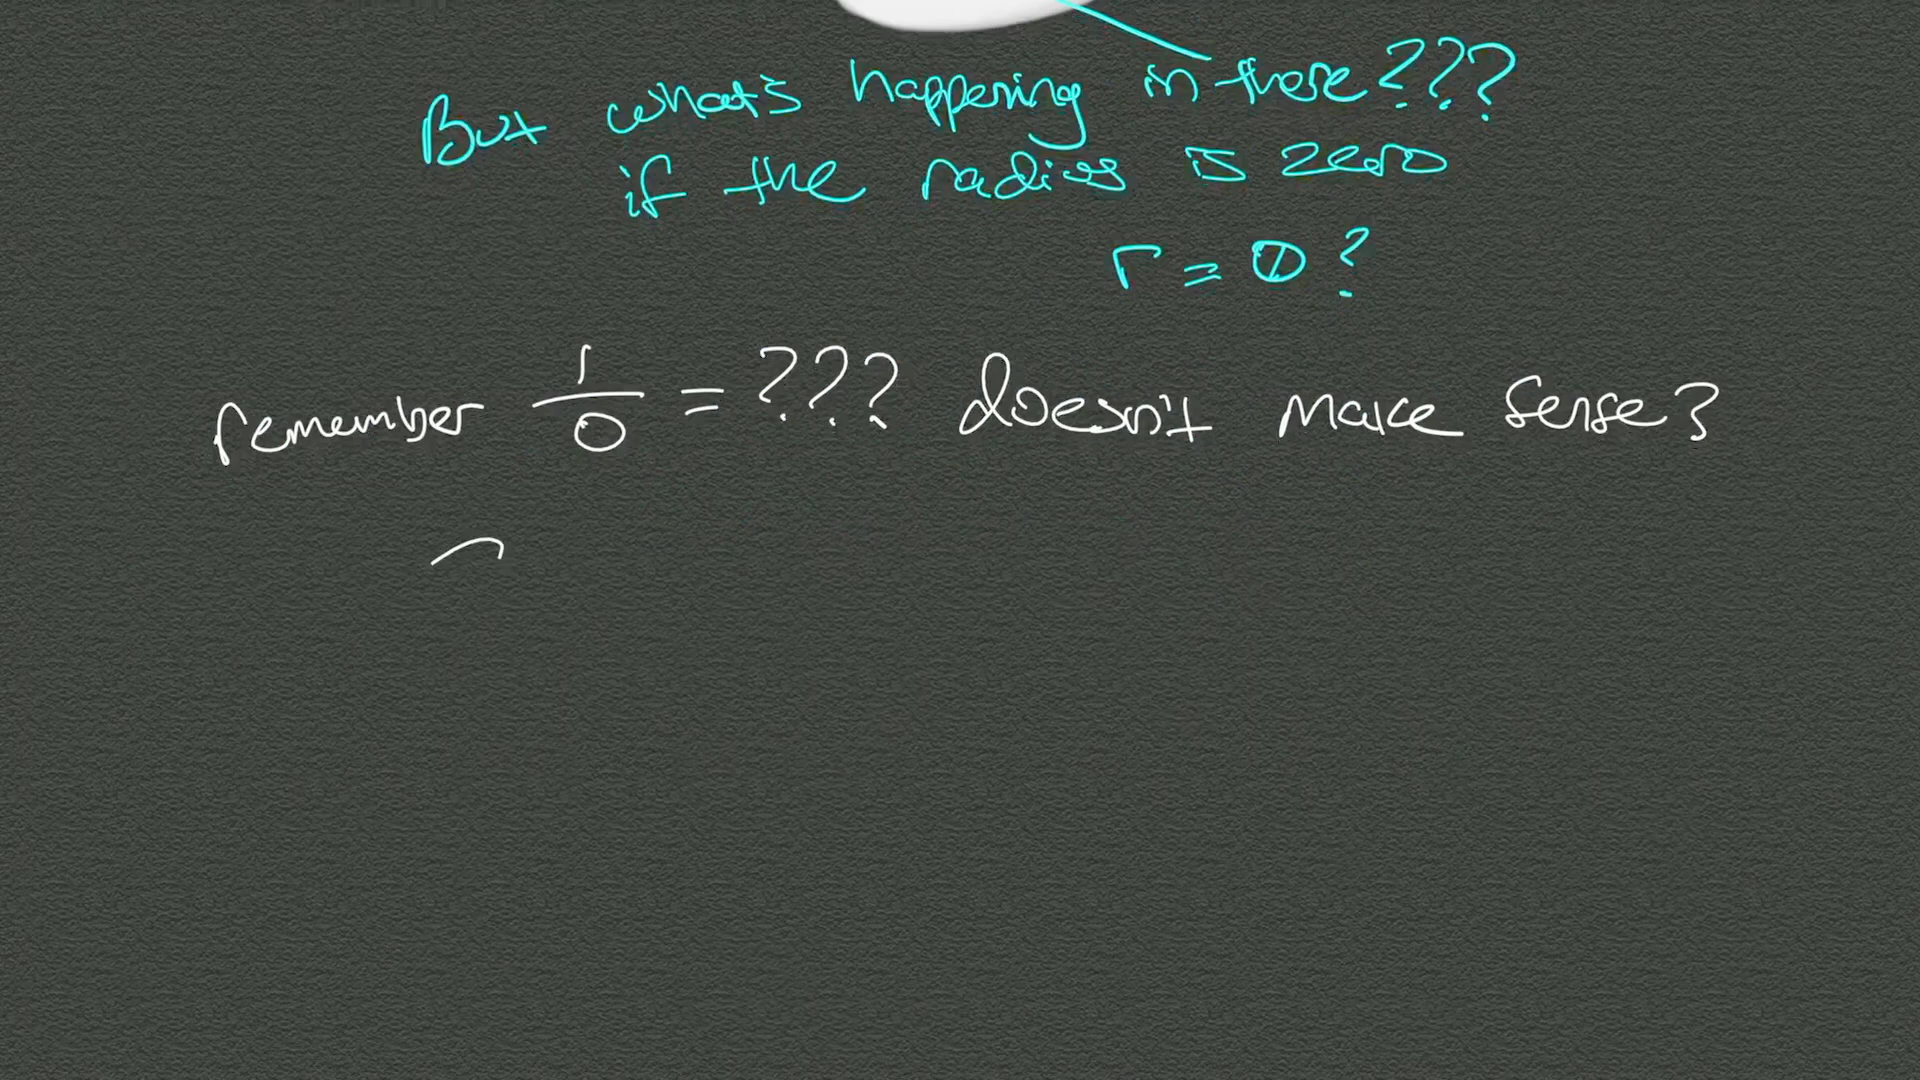 But what's happening in there???
if the radius is zero
r = 0?
remember 1/0 = ??? doesn't make sense?